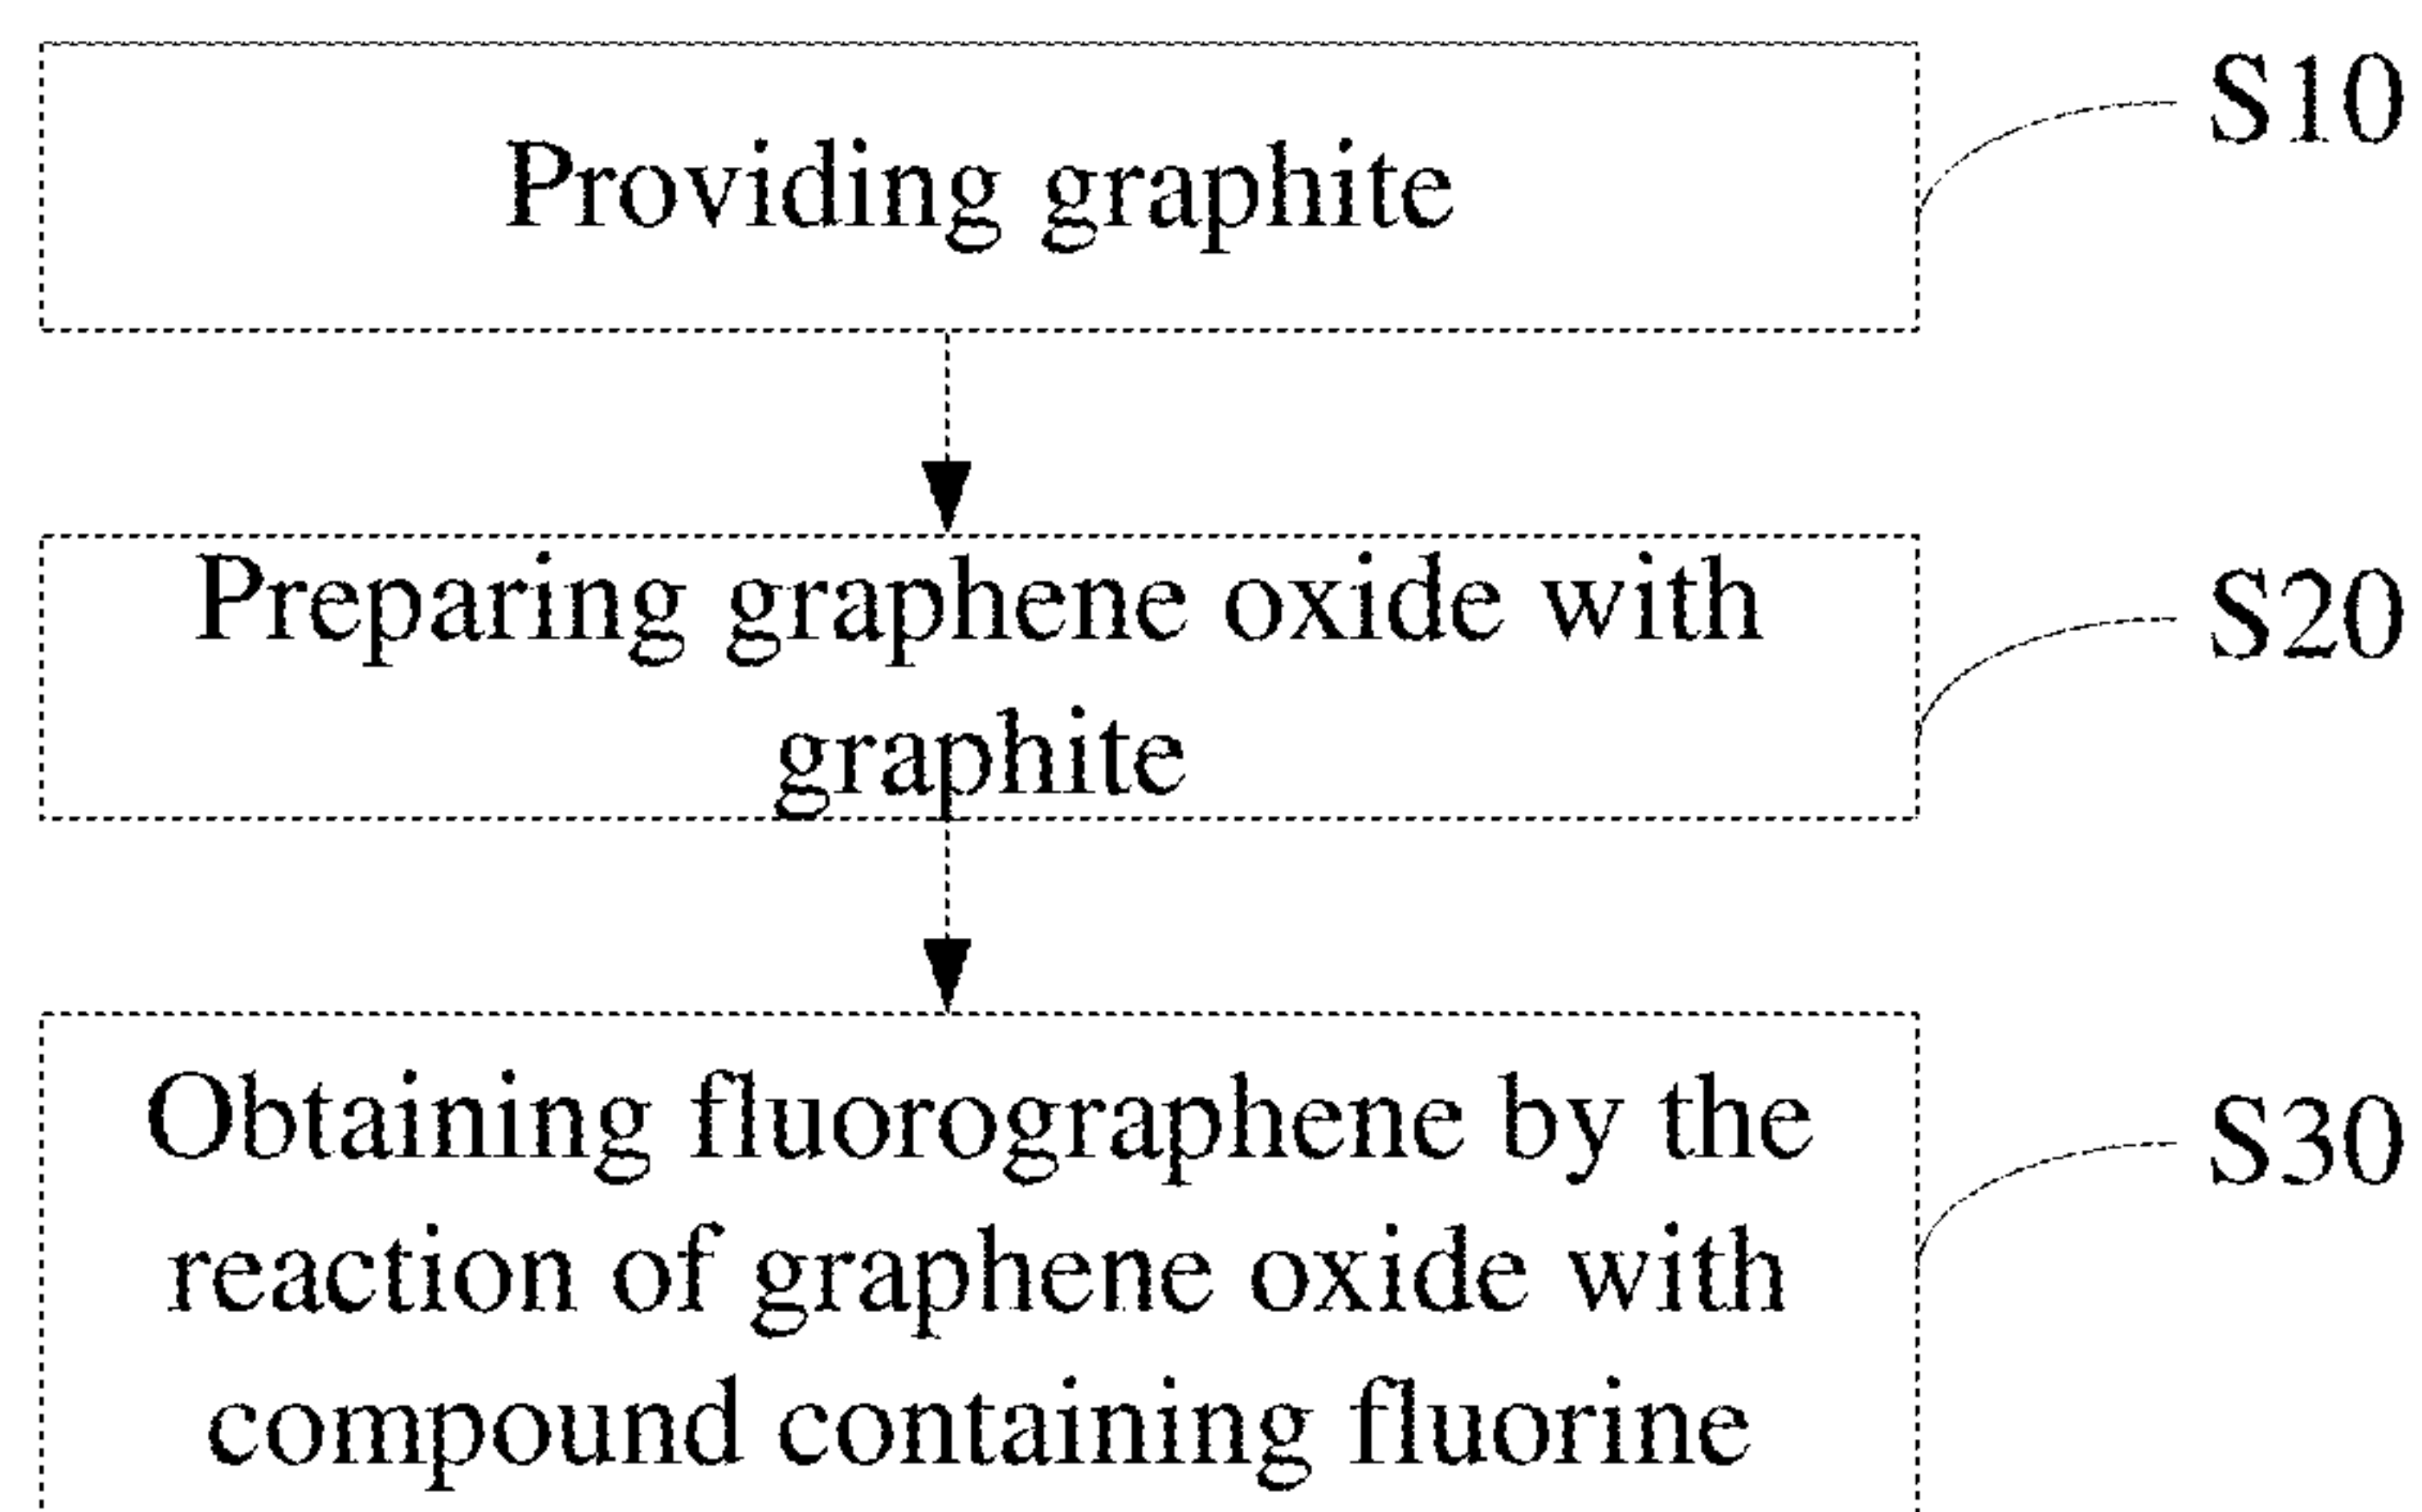 Providing graphite
S10
Preparing graphene oxide with
graphite
S20
Obtaining fluorographene by the
reaction of graphene oxide with
compound containing fluorine
S30